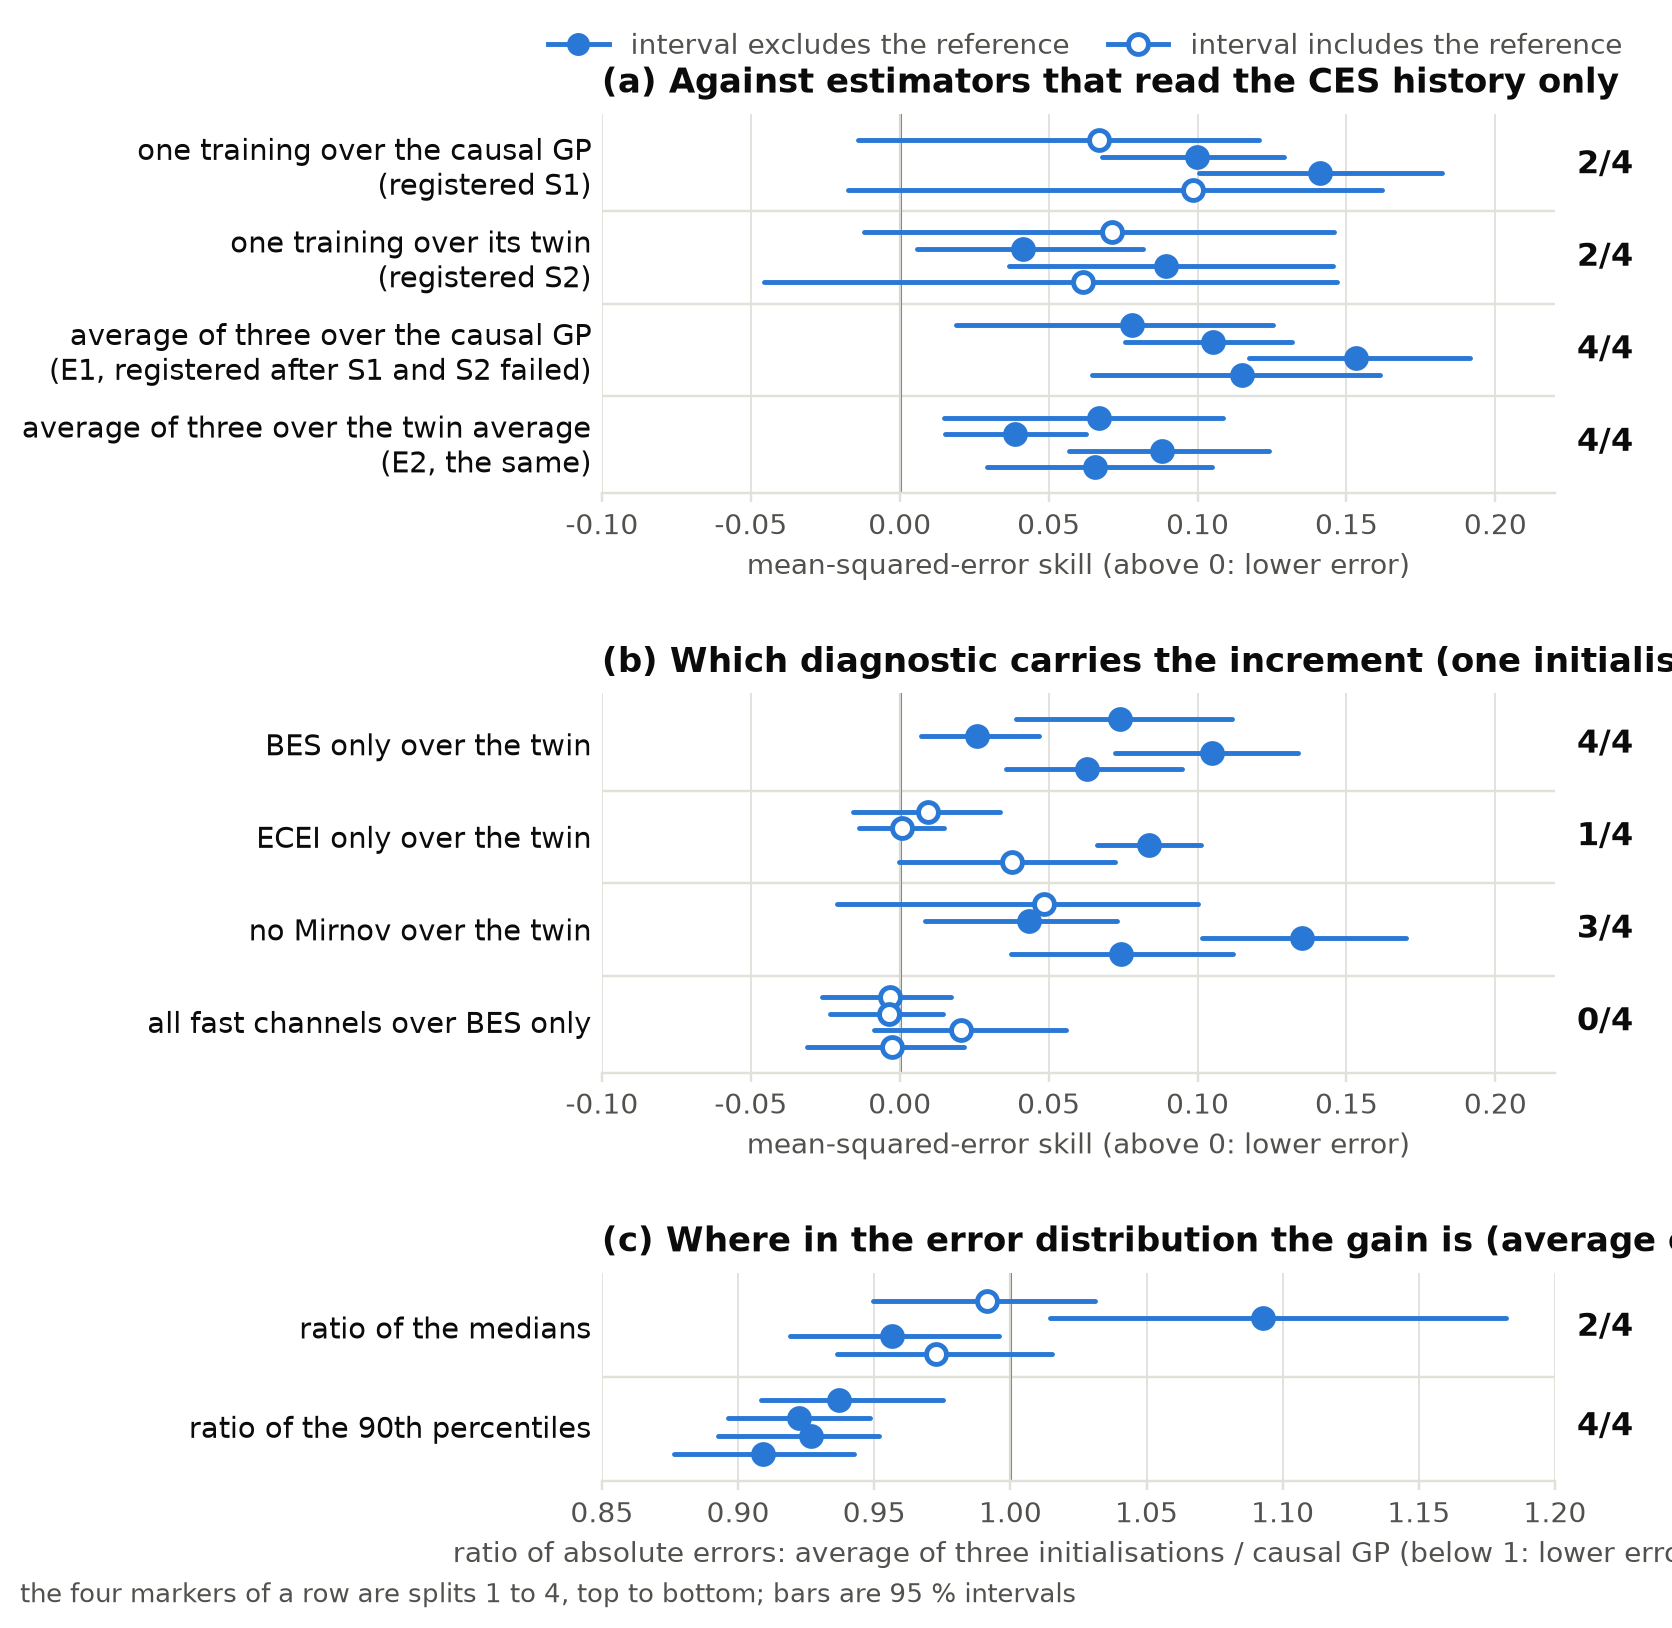 interval excludes the reference
interval includes the reference
(a) Against estimators that read the CES history only
one training over the causal GP
(registered S1)
2/4
one training over its twin
(registered S2)
2/4
average of three over the causal GP
(E1, registered after S1 and S2 failed)
4/4
average of three over the twin average
(E2, the same)
4/4
-0.10 -0.05 0.00 0.05 0.10 0.15 0.20
mean-squared-error skill (above 0: lower error)
(b) Which diagnostic carries the increment (one initialis
BES only over the twin
4/4
ECEI only over the twin
1/4
no Mirnov over the twin
3/4
all fast channels over BES only
0/4
-0.10 -0.05 0.00 0.05 0.10 0.15 0.20
mean-squared-error skill (above 0: lower error)
(c) Where in the error distribution the gain is (average
ratio of the medians
2/4
ratio of the 90th percentiles
4/4
0.85 0.90 0.95 1.00 1.05 1.10 1.15 1.20
ratio of absolute errors: average of three initialisations / causal GP (below 1: lower erro
the four markers of a row are splits 1 to 4, top to bottom; bars are 95 % intervals